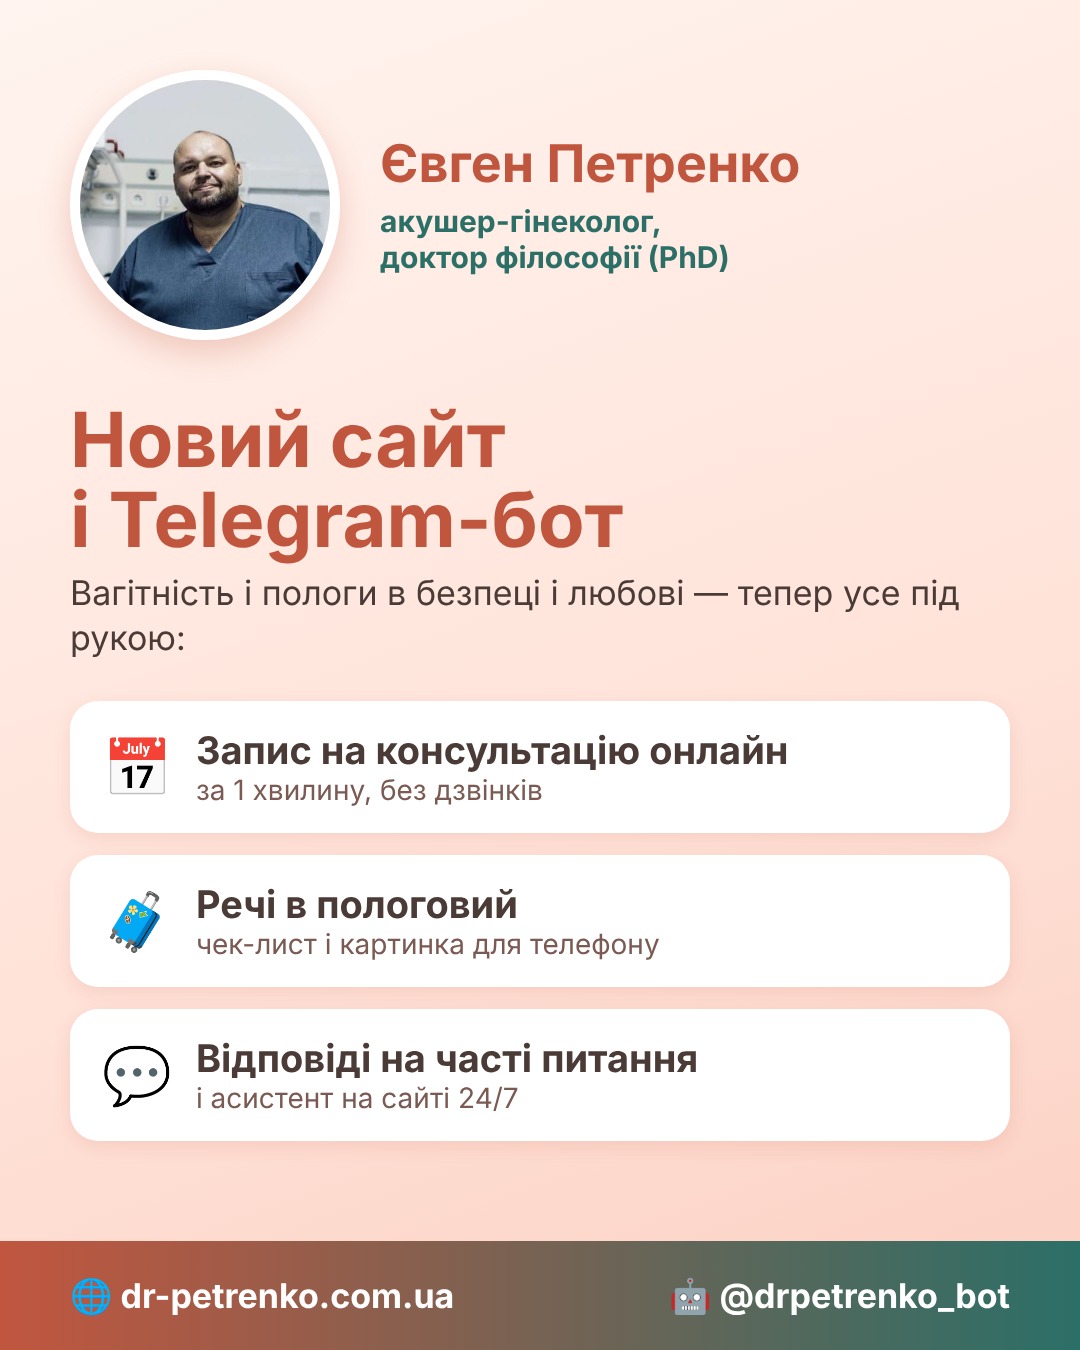 Євген Петренко
акушер-гінеколог,
доктор філософії (PhD)
Новий сайт
і Telegram-бот
Вагітність і пологи в безпеці і любові — тепер усе під
рукою:
July
17
Запис на консультацію онлайн
за 1 хвилину, без дзвінків
Речі в пологовий
чек-лист і картинка для телефону
Відповіді на часті питання
і асистент на сайті 24/7
dr-petrenko.com.ua
@drpetrenko_bot